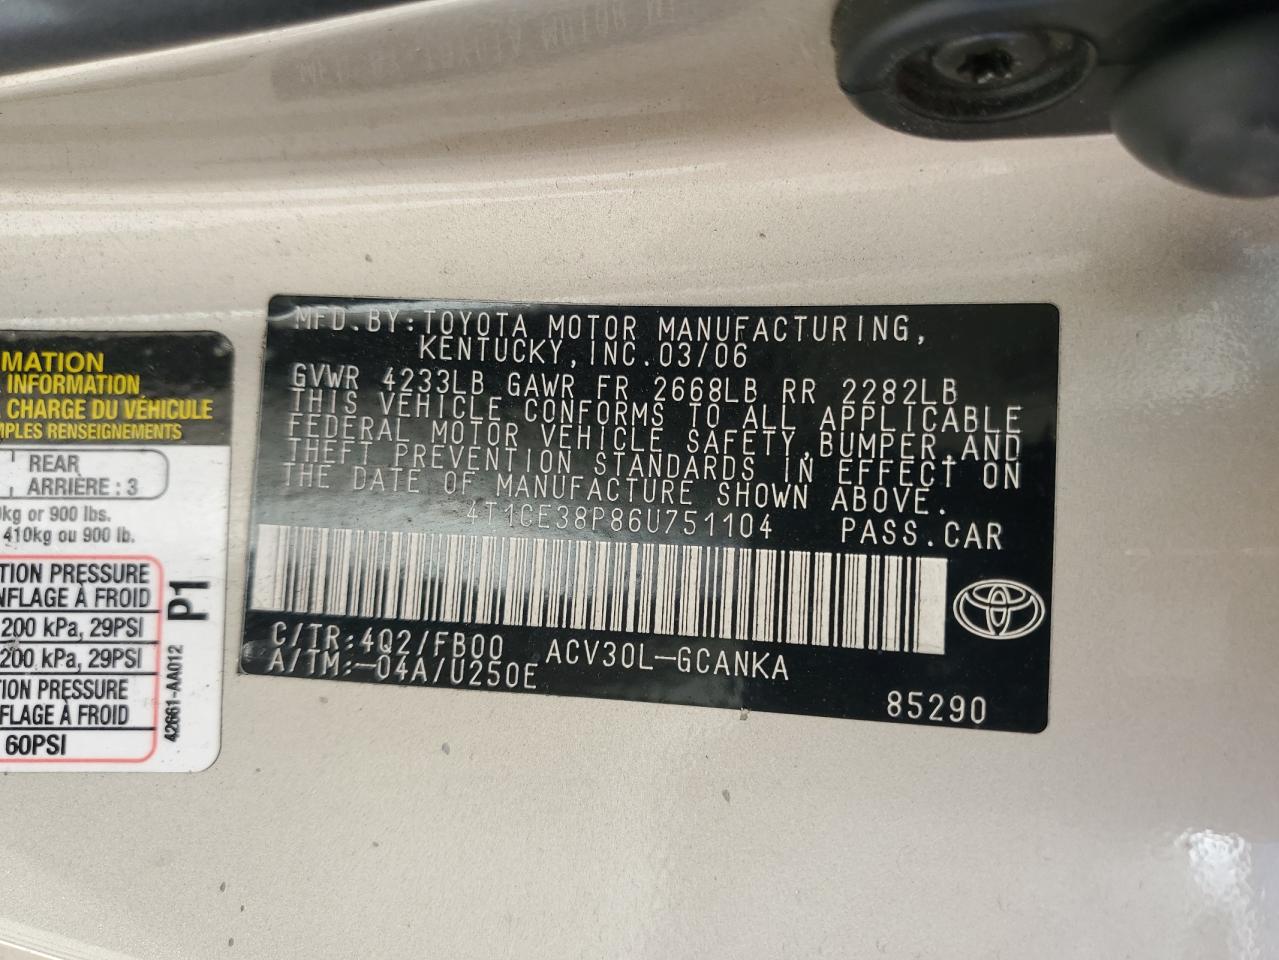 MFD.BY:TOYOTA MOTOR MANUFACTURING,
KENTUCKY,INC.03/06
GVWR 4233LB GAWR FR 2668LB RR 2282LB
THIS VEHICLE CONFORMS TO ALL APPLICABLE
FEDERAL MOTOR VEHICLE SAFETY,BUMPER,AND
THEFT PREVENTION STANDARDS IN EFFECT ON
THE DATE OF MANUFACTURE SHOWN ABOVE.
4T1CE38P86U751104 PASS.CAR
C/TR:4Q2/FB00 ACV30L-GCANKA
A/TM:-04A/U250E
85290
MATION
INFORMATION
CHARGE DU VÉHICULE
MPLES RENSEIGNEMENTS
REAR
ARRIÈRE : 3
0kg or 900 lbs.
410kg ou 900 lb.
TION PRESSURE
NFLAGE À FROID
200 kPa, 29PSI
200 kPa, 29PSI
TION PRESSURE
FLAGE À FROID
60PSI
P1
42661-AA012